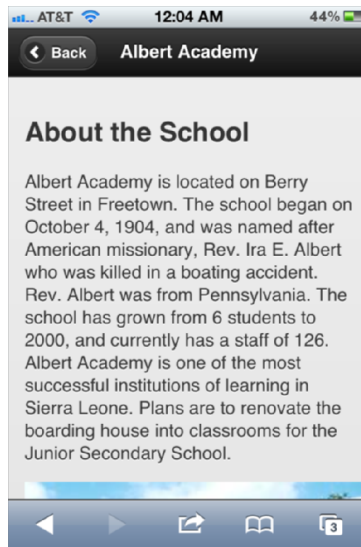 AT&T 12:04 AM 44%
Back Albert Academy
About the School
Albert Academy is located on Berry
Street in Freetown. The school began on
October 4, 1904, and was named after
American missionary, Rev. Ira E. Albert
who was killed in a boating accident.
Rev. Albert was from Pennsylvania. The
school has grown from 6 students to
2000, and currently has a staff of 126.
Albert Academy is one of the most
successful institutions of learning in
Sierra Leone. Plans are to renovate the
boarding house into classrooms for the
Junior Secondary School.
3